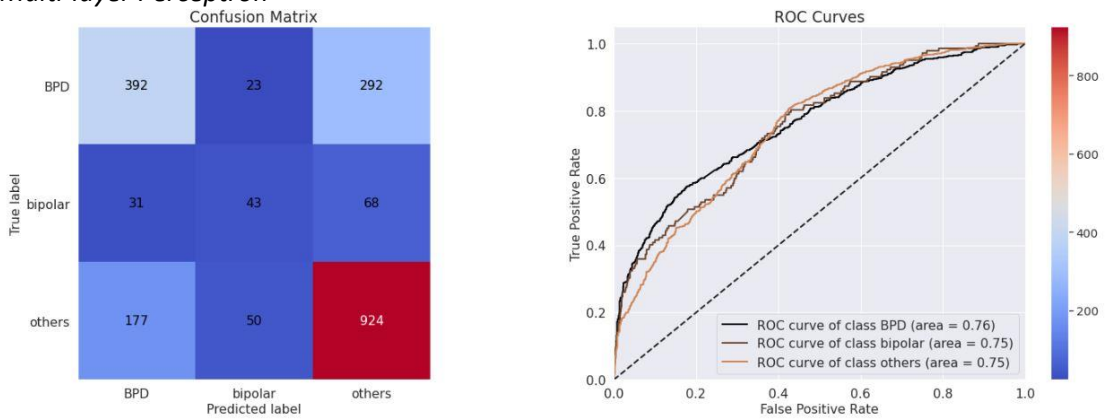 Multi-layer Perceptron
Confusion Matrix
BPD
392
23
292
bipolar
31
43
68
others
177
50
924
True label
BPD
bipolar
others
Predicted label
ROC Curves
1.0
0.8
0.6
0.4
0.2
0.0
True Positive Rate
ROC curve of class BPD (area = 0.76)
ROC curve of class bipolar (area = 0.75)
ROC curve of class others (area = 0.75)
0.0
0.2
0.4
0.6
0.8
1.0
False Positive Rate
800
600
400
200